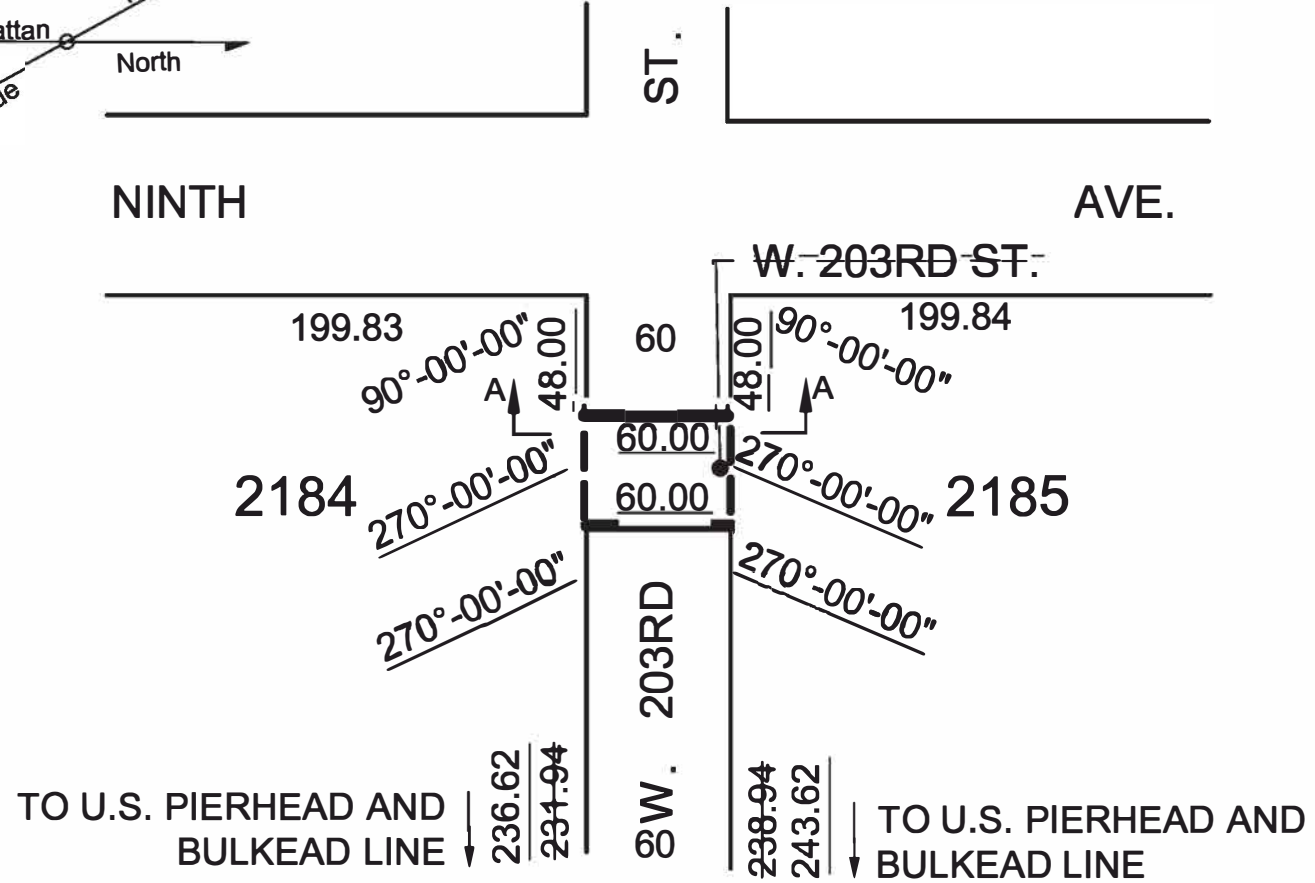 attan
North
ST.
NINTH
AVE.
W. 203RD ST.
199.83
199.84
90°-00'-00"
48.00
60
48.00
90°-00'-00"
A
A
60.00
270°-00'-00"
270°-00'-00"
2184
60.00
2185
270°-00'-00"
270°-00'-00"
W. 203RD
60
236.62
231.94
238.94
243.62
TO U.S. PIERHEAD AND
BULKEAD LINE
TO U.S. PIERHEAD AND
BULKEAD LINE